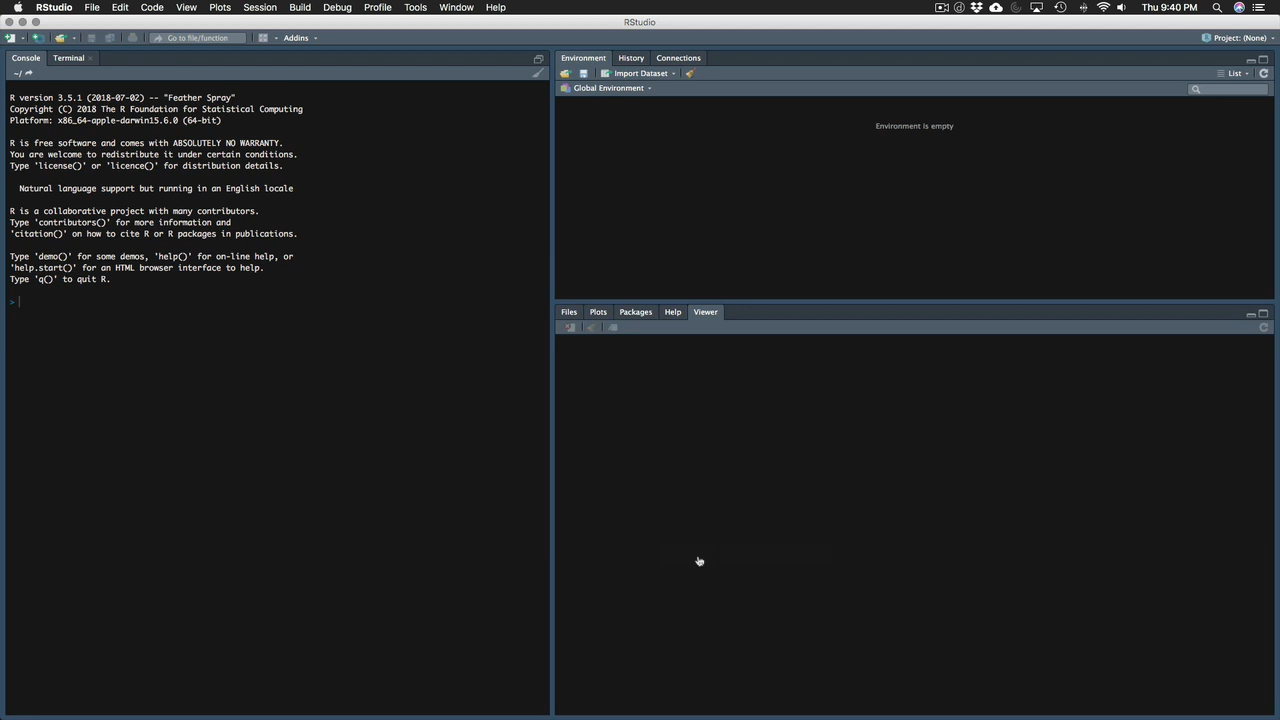 RStudio File Edit Code View Plots Session Build Debug Profile Tools Window Help Thu 9:40 PM
RStudio
Go to file/function Addins Project: (None)
Console Terminal
~/
R version 3.5.1 (2018-07-02) -- "Feather Spray"
Copyright (C) 2018 The R Foundation for Statistical Computing
Platform: x86_64-apple-darwin15.6.0 (64-bit)
R is free software and comes with ABSOLUTELY NO WARRANTY.
You are welcome to redistribute it under certain conditions.
Type 'license()' or 'licence()' for distribution details.
Natural language support but running in an English locale
R is a collaborative project with many contributors.
Type 'contributors()' for more information and
'citation()' on how to cite R or R packages in publications.
Type 'demo()' for some demos, 'help()' for on-line help, or
'help.start()' for an HTML browser interface to help.
Type 'q()' to quit R.
>
Environment History Connections
Import Dataset List
Global Environment
Environment is empty
Files Plots Packages Help Viewer